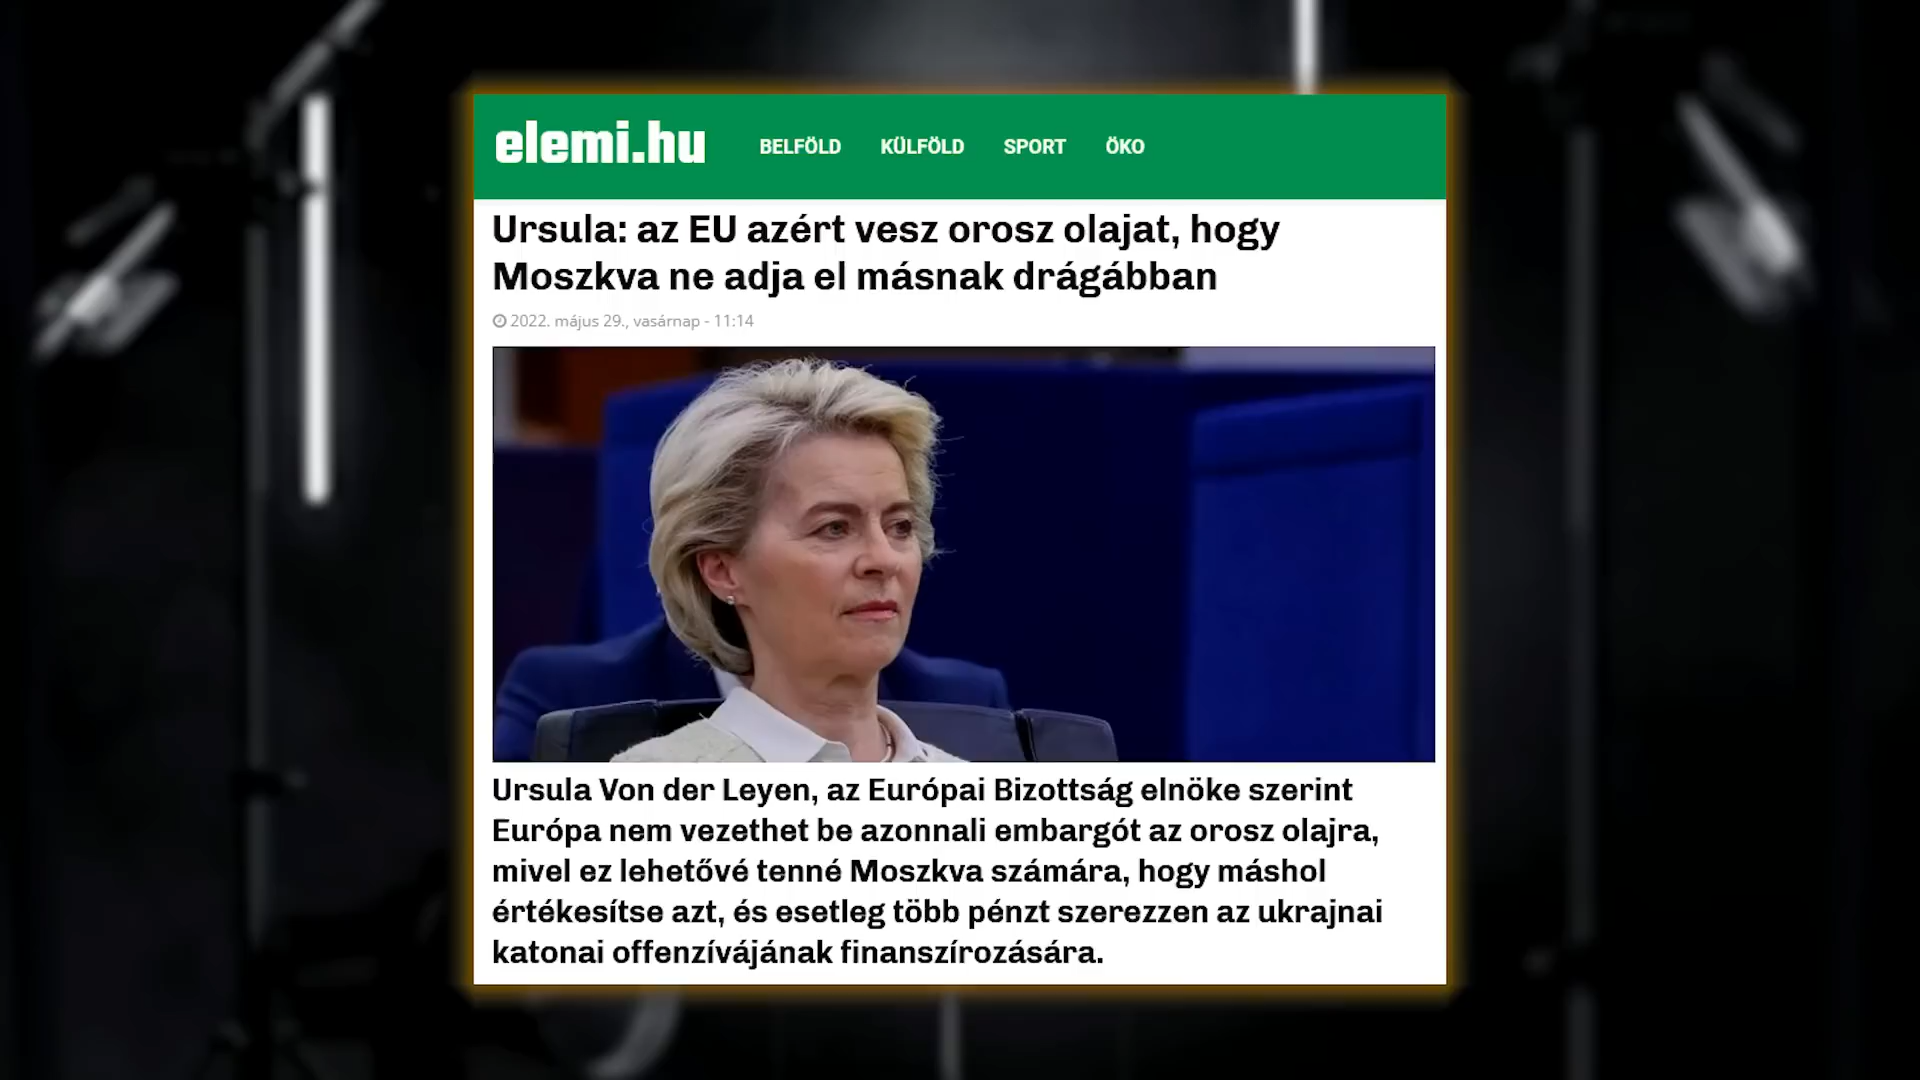 elemi.hu
BELFÖLD KÜLFÖLD SPORT ÖKO
Ursula: az EU azért vesz orosz olajat, hogy
Moszkva ne adja el másnak drágábban
2022. május 29., vasárnap - 11:14
Ursula Von der Leyen, az Európai Bizottság elnöke szerint
Európa nem vezethet be azonnali embargót az orosz olajra,
mivel ez lehetővé tenné Moszkva számára, hogy máshol
értékesítse azt, és esetleg több pénzt szerezzen az ukrajnai
katonai offenzívájának finanszírozására.